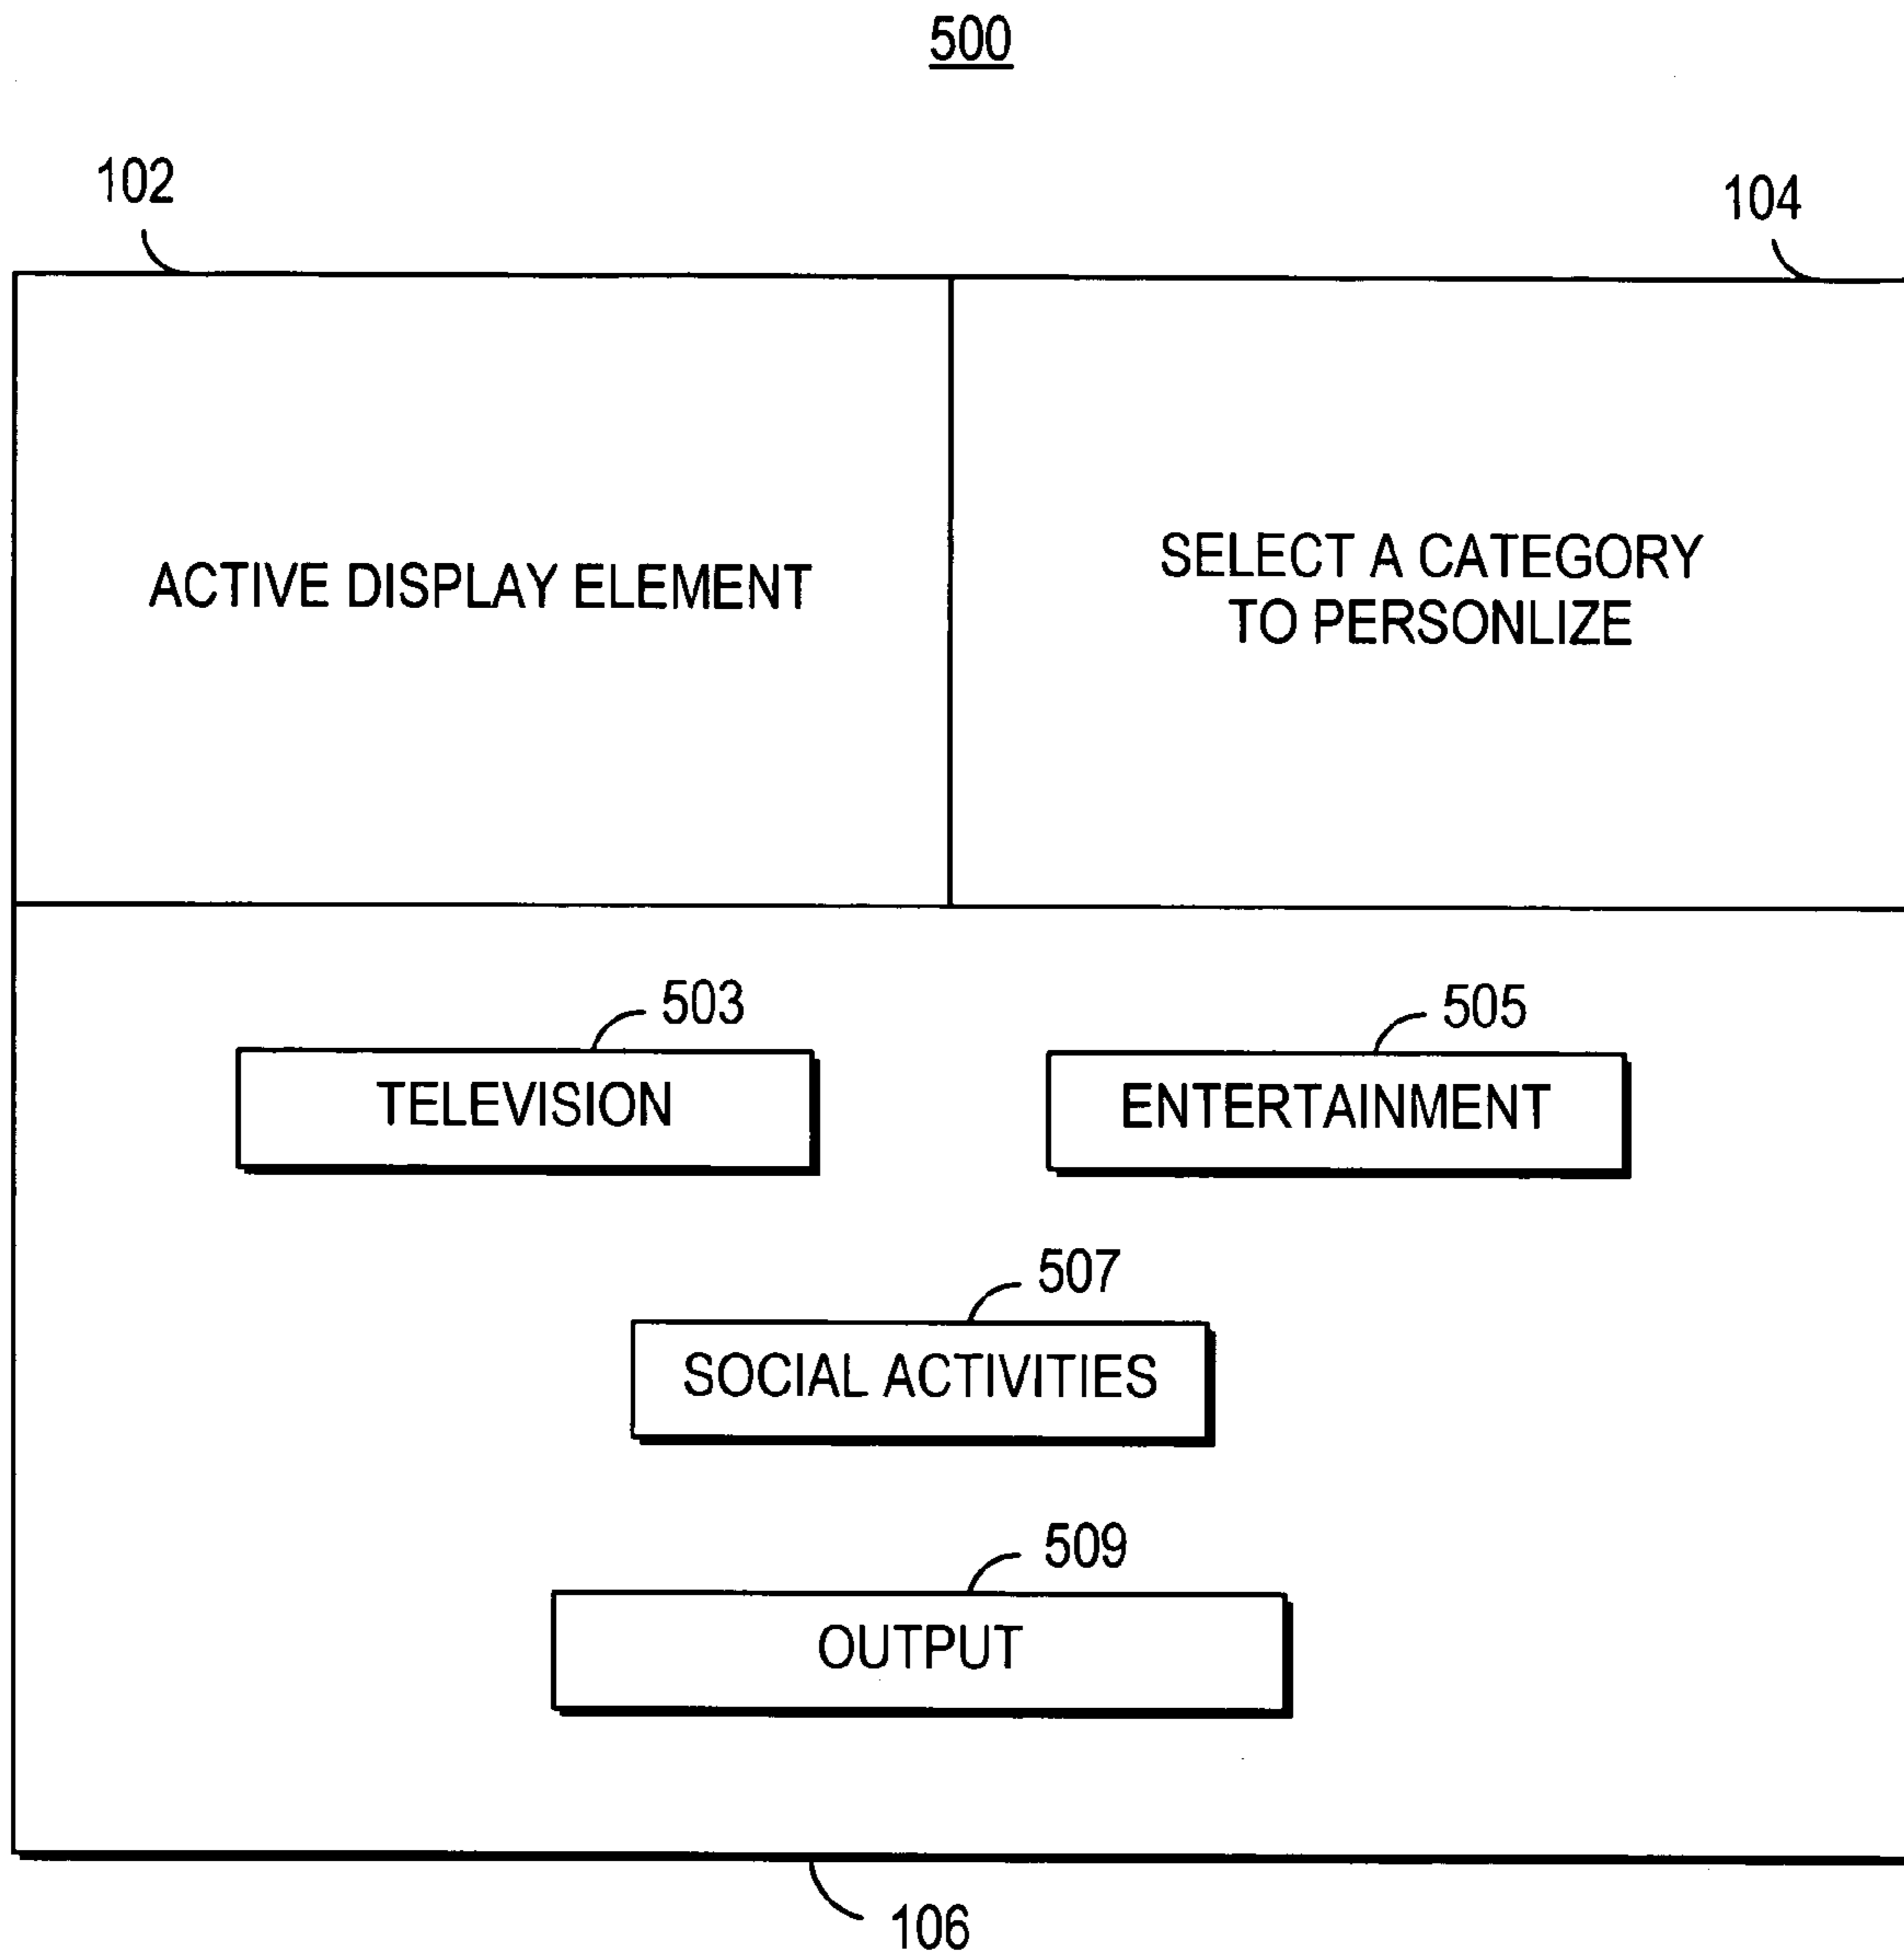 500
102
104
ACTIVE DISPLAY ELEMENT
SELECT A CATEGORY
TO PERSONLIZE
503
505
TELEVISION
ENTERTAINMENT
507
SOCIAL ACTIVITIES
509
OUTPUT
106